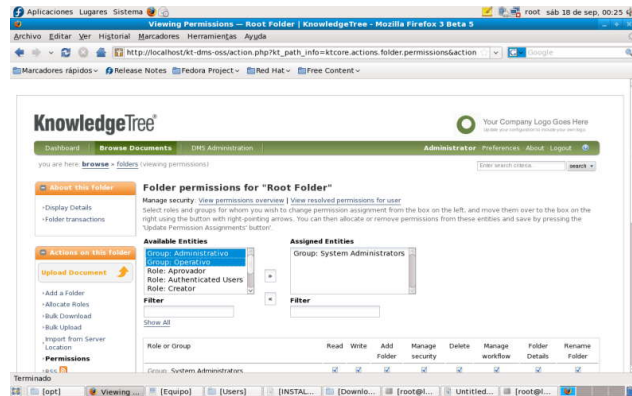 Aplicaciones Lugares Sistema
root sáb 18 de sep, 00:25
Viewing Permissions — Root Folder | KnowledgeTree - Mozilla Firefox 3 Beta 5
Archivo Editar Ver Historial Marcadores Herramientas Ayuda
http://localhost/kt-dms-oss/action.php?kt_path_info=ktcore.actions.folder.permissions&action
Google
Marcadores rápidos Release Notes Fedora Project Red Hat Free Content
KnowledgeTree
Your Company Logo Goes Here
Dashboard Browse Documents DMS Administration
Administrator Preferences About Logout
you are here: browse » folders (viewing permissions)
Enter search criteria
search
About this Folder
Display Details
Folder transactions
Actions on this folder
Upload Document
Add a Folder
Allocate Roles
Bulk Download
Bulk Upload
Import from Server Location
Permissions
RSS
Folder permissions for "Root Folder"
Manage security: View permissions overview | View resolved permissions for user
Select roles and groups for whom you wish to change permission assignment from the box on the left, and move them over to the box on the
right using the button with right-pointing arrows. You can then allocate or remove permissions from these entities and save by pressing the
'Update Permission Assignments' button'.
Available Entities
Group: Administrativo
Group: Operativo
Role: Aprovador
Role: Authenticated Users
Role: Creator
Filter
Show All
»
«
Assigned Entities
Group: System Administrators
Filter
Role or Group Read Write Add Folder Manage security Delete Manage workflow Folder Details Rename Folder
Group: System Administrators
Terminado
[opt] Viewing ... [Equipo] [Users] [INSTAL... [Downlo... [root@l... Untitled... [root@l...